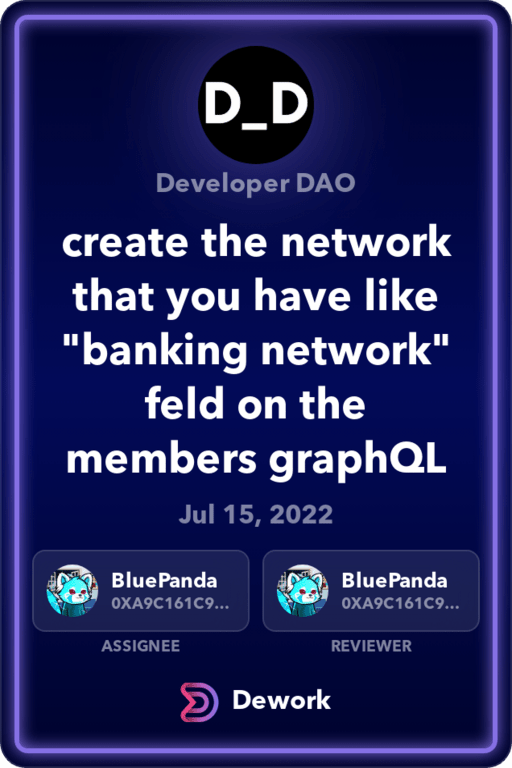 D_D
Developer DAO
create the network
that you have like
"banking network"
feld on the
members graphQL
Jul 15, 2022
BluePanda
0XA9C161C9...
ASSIGNEE
BluePanda
0XA9C161C9...
REVIEWER
Dework